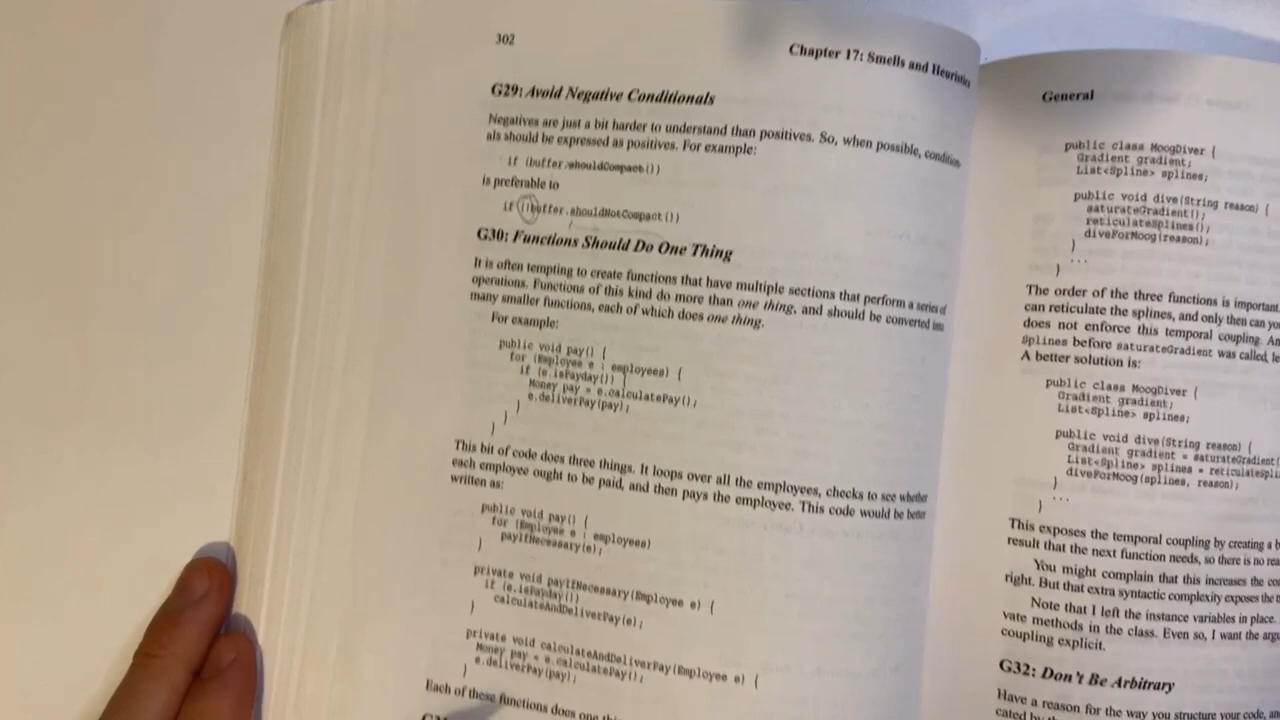 302
Chapter 17: Smells and Heuristics
G29: Avoid Negative Conditionals
Negatives are just a bit harder to understand than positives. So, when possible, condition-
als should be expressed as positives. For example:
if (buffer.shouldCompact())
is preferable to
if (!buffer.shouldNotCompact())
G30: Functions Should Do One Thing
It is often tempting to create functions that have multiple sections that perform a series of
operations. Functions of this kind do more than one thing, and should be converted into
many smaller functions, each of which does one thing.
For example:
public void pay() {
for (Employee e : employees) {
if (e.isPayday()) {
Money pay = e.calculatePay();
e.deliverPay(pay);
}
}
}
This bit of code does three things. It loops over all the employees, checks to see whether
each employee ought to be paid, and then pays the employee. This code would be better
written as:
public void pay() {
for (Employee e : employees)
payIfNecessary(e);
}
private void payIfNecessary(Employee e) {
if (e.isPayday())
calculateAndDeliverPay(e);
}
private void calculateAndDeliverPay(Employee e) {
Money pay = e.calculatePay();
e.deliverPay(pay);
}
Each of these functions does one
General
public class MoogDiver {
Gradient gradient;
List<Spline> splines;
public void dive(String reason) {
saturateGradient();
reticulateSplines();
diveForMoog(reason);
}
...
}
The order of the three functions is important.
can reticulate the splines, and only then can you
does not enforce this temporal coupling.
Splines before saturateGradient was called,
A better solution is:
public class MoogDiver {
Gradient gradient;
List<Spline> splines;
public void dive(String reason) {
Gradient gradient = saturateGradient(
List<Spline> splines =
diveForMoog(splines, reason);
}
...
}
This exposes the temporal coupling by creating a
result that the next function needs, so there is no
You might complain that this increases the
right. But that extra syntactic complexity exposes the
Note that I left the instance variables in place.
vate methods in the class. Even so, I want the
coupling explicit.
G32: Don't Be Arbitrary
Have a reason for the way you structure your code,